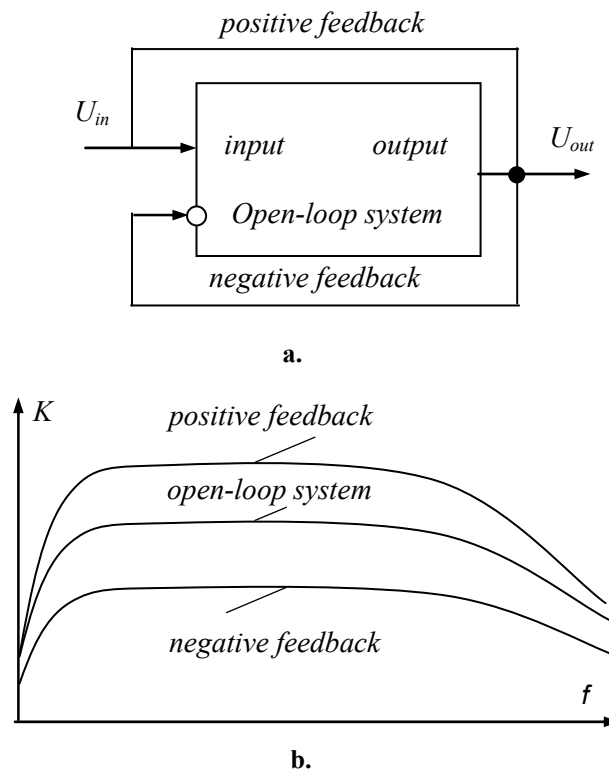 positive feedback
U_in
U_out
input output
Open-loop system
negative feedback
a.
K
positive feedback
open-loop system
negative feedback
f
b.